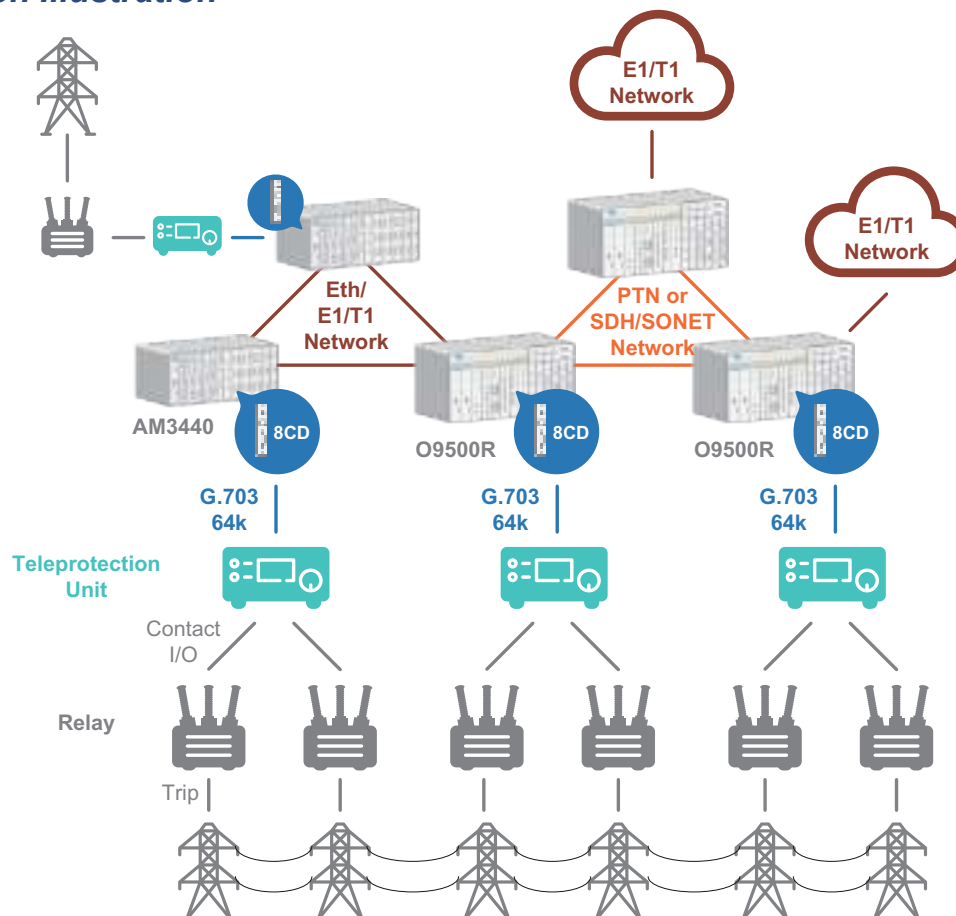 Illustration
E1/T1
Network
E1/T1
Network
Eth/
E1/T1
Network
PTN or
SDH/SONET
Network
AM3440
8CD
O9500R
8CD
O9500R
8CD
G.703
64k
G.703
64k
G.703
64k
Teleprotection
Unit
Contact
I/O
Relay
Trip